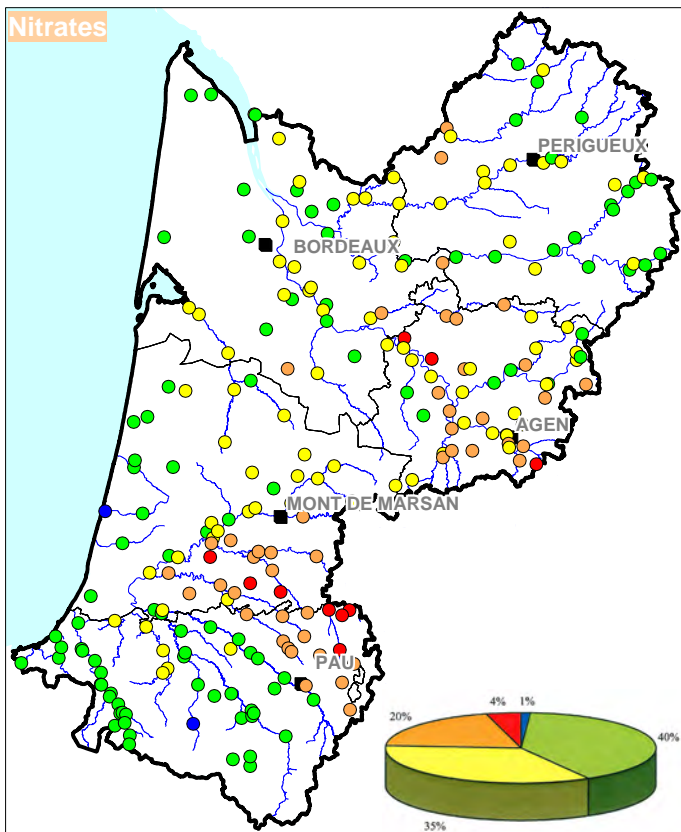 Nitrates
PERIGUEUX
BORDEAUX
AGEN
MONT DE MARSAN
PAU
4% 1%
20%
40%
35%